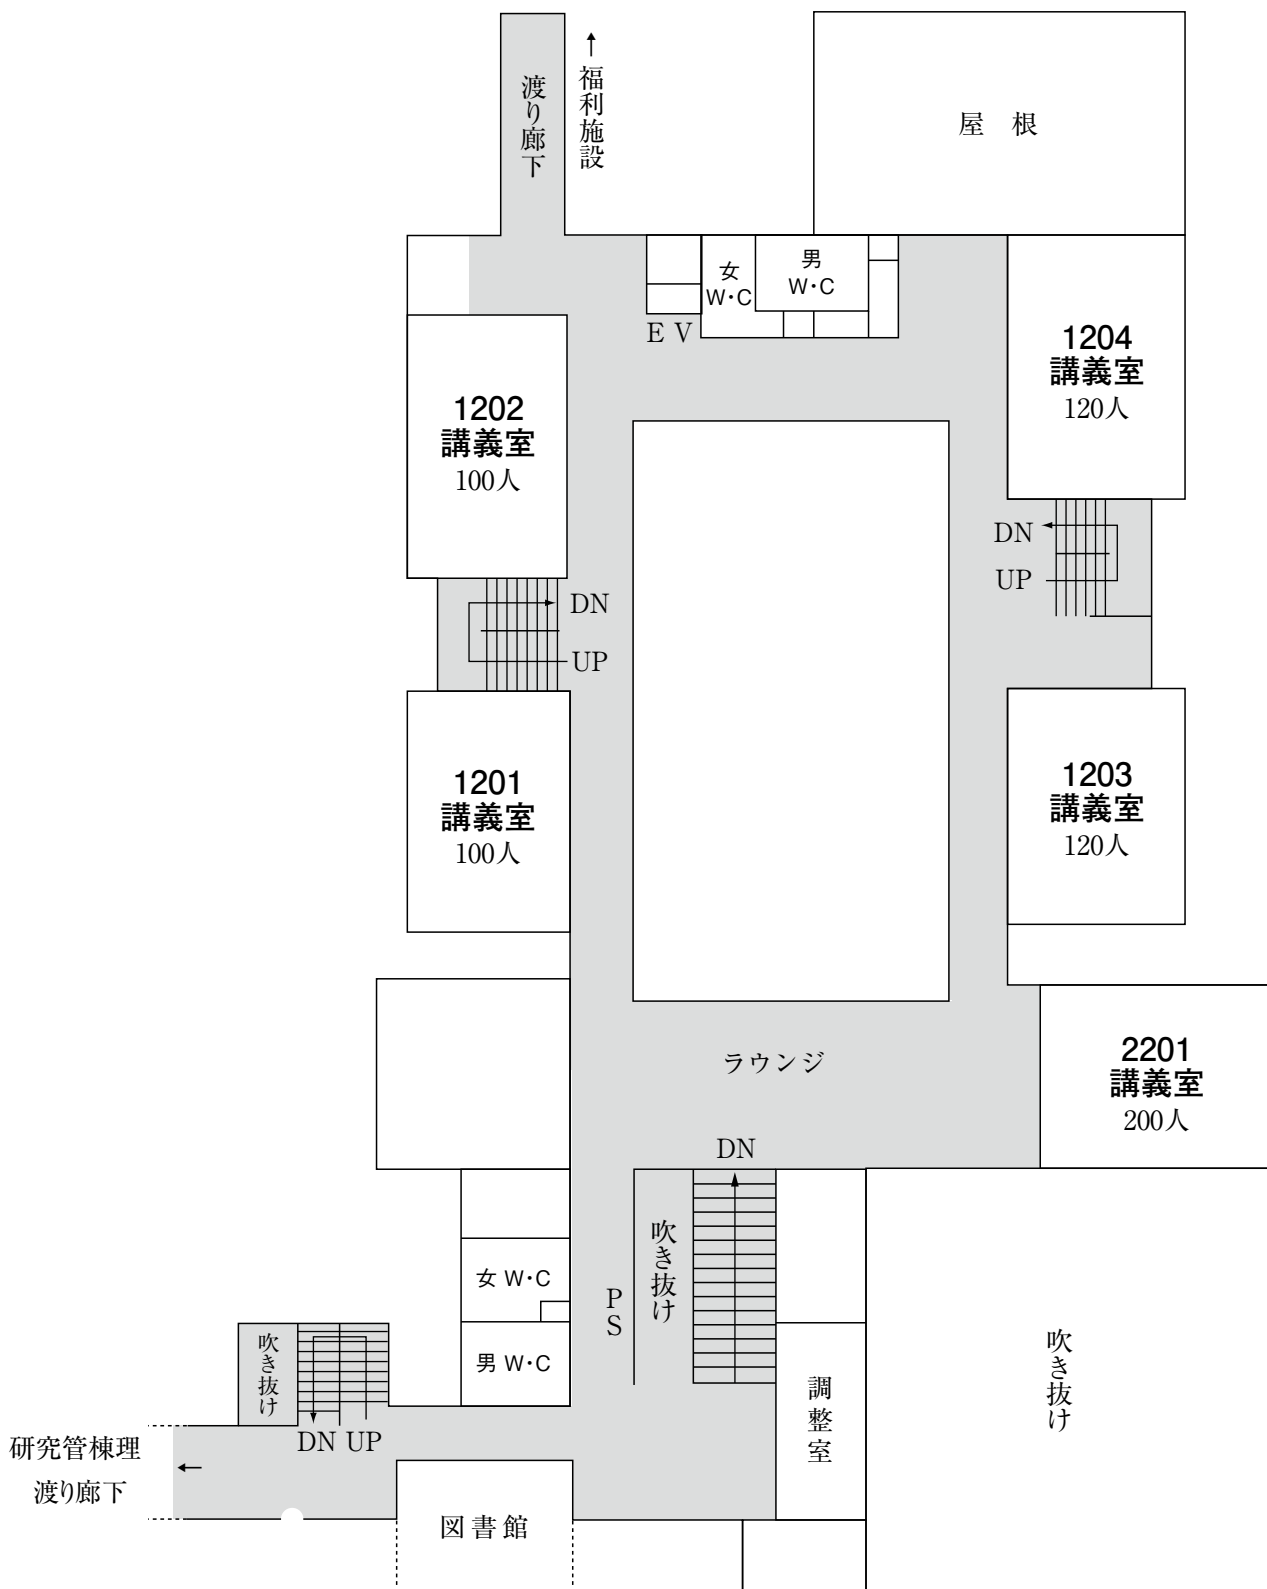 渡り廊下
↑福利施設
屋 根
女
W・C
男
W・C
E V
1204
講義室
120人
1202
講義室
100人
DN
UP
DN
UP
1201
講義室
100人
1203
講義室
120人
ラウンジ
2201
講義室
200人
DN
吹き抜け
PS
女 W・C
男 W・C
吹き抜け
DN UP
調整室
吹き抜け
研究管棟理
渡り廊下
←
図書館